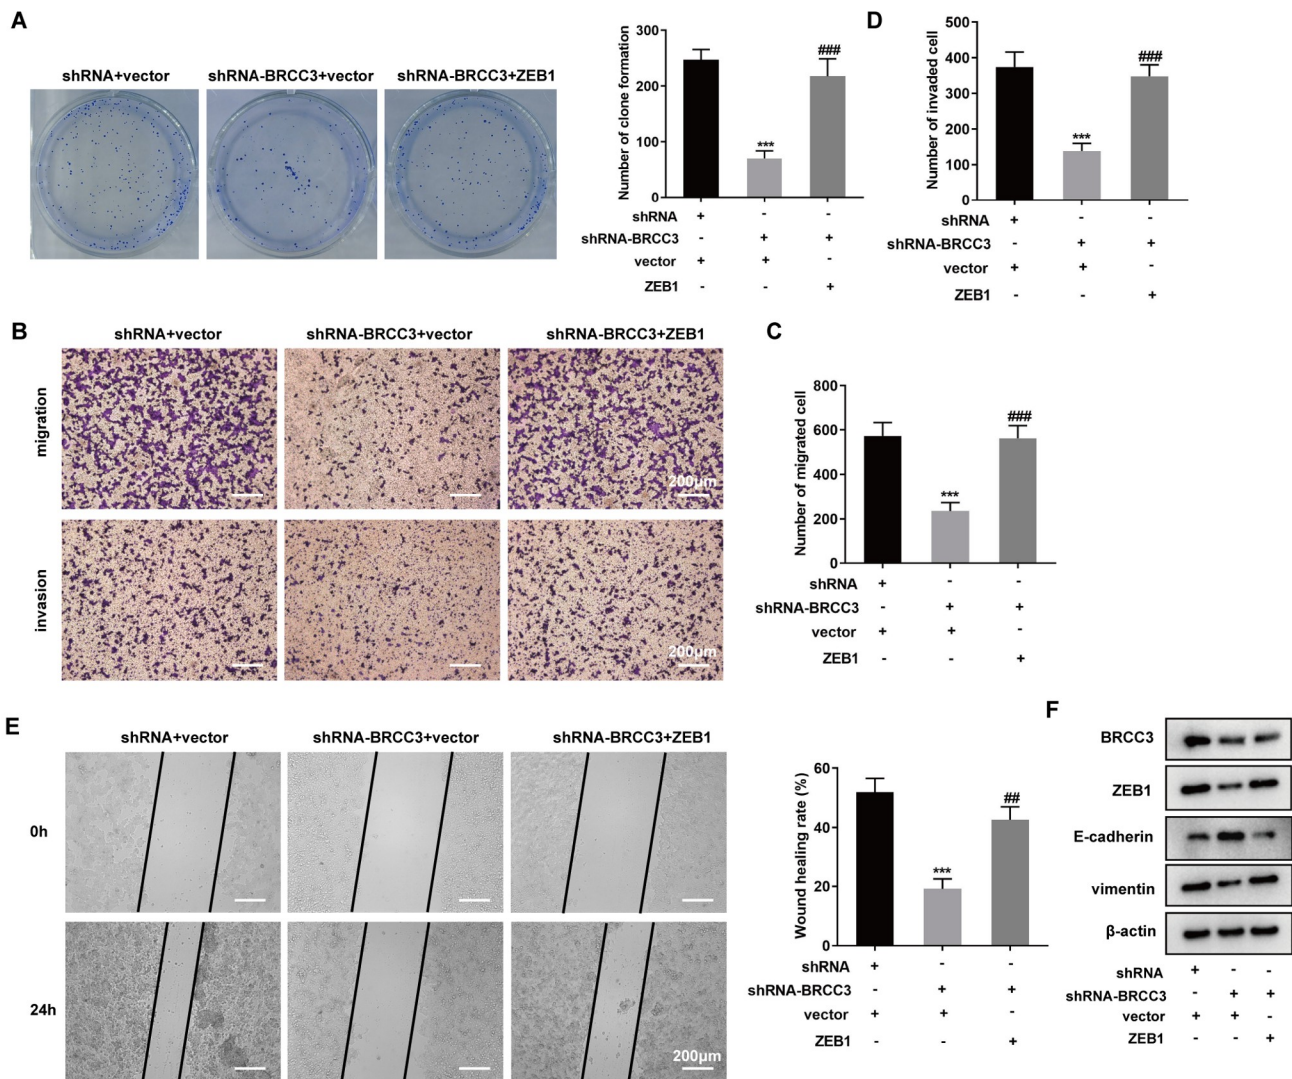 A
shRNA+vector shRNA-BRCC3+vector shRNA-BRCC3+ZEB1
Number of clone formation
300
200
100
0
***
###
shRNA + - -
shRNA-BRCC3 - + +
vector + + -
ZEB1 - - +
D
Number of invaded cell
500
400
300
200
100
0
***
###
shRNA + - -
shRNA-BRCC3 - + +
vector + + -
ZEB1 - - +
B
shRNA+vector shRNA-BRCC3+vector shRNA-BRCC3+ZEB1
migration
200μm
invasion
200μm
C
Number of migrated cell
800
600
400
200
0
***
###
shRNA + - -
shRNA-BRCC3 - + +
vector + + -
ZEB1 - - +
E
shRNA+vector shRNA-BRCC3+vector shRNA-BRCC3+ZEB1
0h
24h
200μm
Wound healing rate (%)
60
40
20
0
***
##
shRNA + - -
shRNA-BRCC3 - + +
vector + + -
ZEB1 - - +
F
BRCC3
ZEB1
E-cadherin
vimentin
β-actin
shRNA + - -
shRNA-BRCC3 - + +
vector + + -
ZEB1 - - +